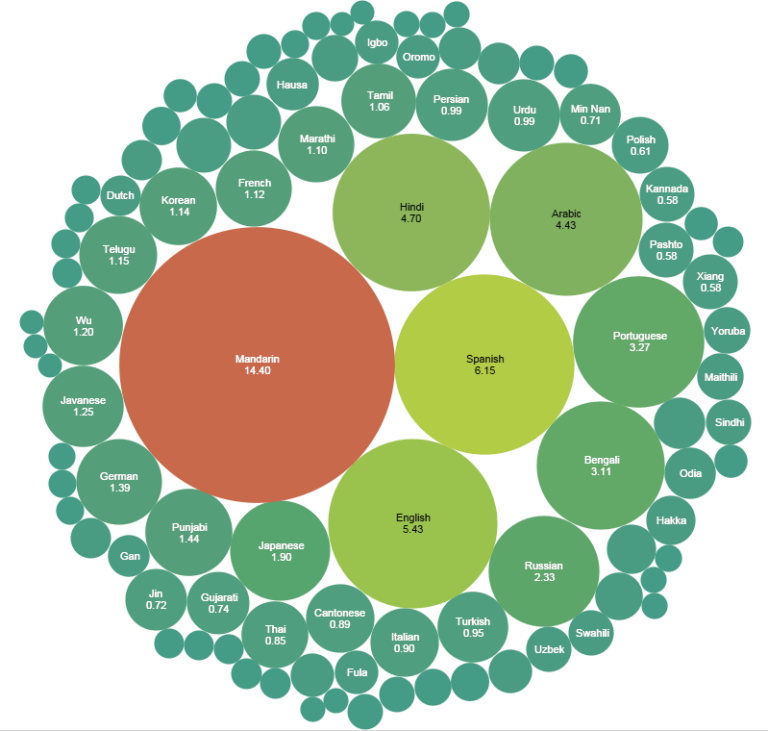 Igbo
Oromo
Hausa
Tamil
1.06
Persian
0.99
Urdu
0.99
Min Nan
0.71
Marathi
1.10
Polish
0.61
French
1.12
Dutch
Korean
1.14
Kannada
0.58
Hindi
4.70
Arabic
4.43
Telugu
1.15
Pashto
0.58
Xiang
0.58
Wu
1.20
Portuguese
3.27
Yoruba
Mandarin
14.40
Spanish
6.15
Maithili
Javanese
1.25
Sindhi
Bengali
3.11
Odia
German
1.39
English
5.43
Hakka
Punjabi
1.44
Japanese
1.90
Gan
Russian
2.33
Jin
0.72
Gujarati
0.74
Cantonese
0.89
Thai
0.85
Italian
0.90
Turkish
0.95
Swahili
Uzbek
Fula